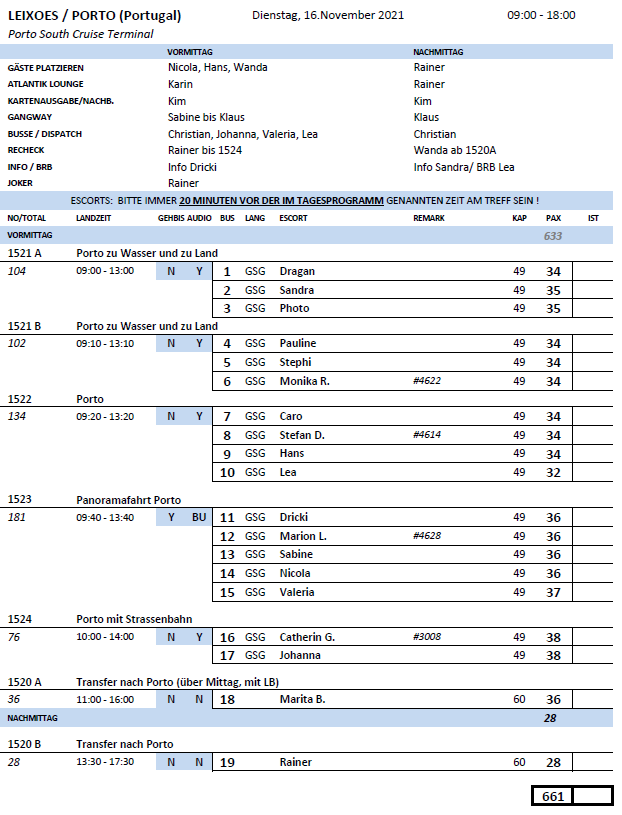 LEIXOES / PORTO (Portugal) Dienstag, 16.November 2021 09:00 - 18:00
Porto South Cruise Terminal
VORMITTAG NACHMITTAG
GÄSTE PLATZIEREN Nicola, Hans, Wanda Rainer
ATLANTIK LOUNGE Karin Rainer
KARTENAUSGABE/NACHB. Kim Kim
GANGWAY Sabine bis Klaus Klaus
BUSSE / DISPATCH Christian, Johanna, Valeria, Lea Christian
RECHECK Rainer bis 1524 Wanda ab 1520A
INFO / BRB Info Dricki Info Sandra/ BRB Lea
JOKER Rainer
ESCORTS: BITTE IMMER 20 MINUTEN VOR DER IM TAGESPROGRAMM GENANNTEN ZEIT AM TREFF SEIN !
NO/TOTAL LANDZEIT GEHBIS AUDIO BUS LANG ESCORT REMARK KAP PAX IST
VORMITTAG 633
1521 A Porto zu Wasser und zu Land
104 09:00 - 13:00 N Y 1 GSG Dragan 49 34
2 GSG Sandra 49 35
3 GSG Photo 49 35
1521 B Porto zu Wasser und zu Land
102 09:10 - 13:10 N Y 4 GSG Pauline 49 34
5 GSG Stephi 49 34
6 GSG Monika R. #4622 49 34
1522 Porto
134 09:20 - 13:20 N Y 7 GSG Caro 49 34
8 GSG Stefan D. #4614 49 34
9 GSG Hans 49 34
10 GSG Lea 49 32
1523 Panoramafahrt Porto
181 09:40 - 13:40 Y BU 11 GSG Dricki 49 36
12 GSG Marion L. #4628 49 36
13 GSG Sabine 49 36
14 GSG Nicola 49 36
15 GSG Valeria 49 37
1524 Porto mit Strassenbahn
76 10:00 - 14:00 N Y 16 GSG Catherin G. #3008 49 38
17 GSG Johanna 49 38
1520 A Transfer nach Porto (über Mittag, mit LB)
36 11:00 - 16:00 N N 18 Marita B. 60 36
NACHMITTAG 28
1520 B Transfer nach Porto
28 13:30 - 17:30 N N 19 Rainer 60 28
661